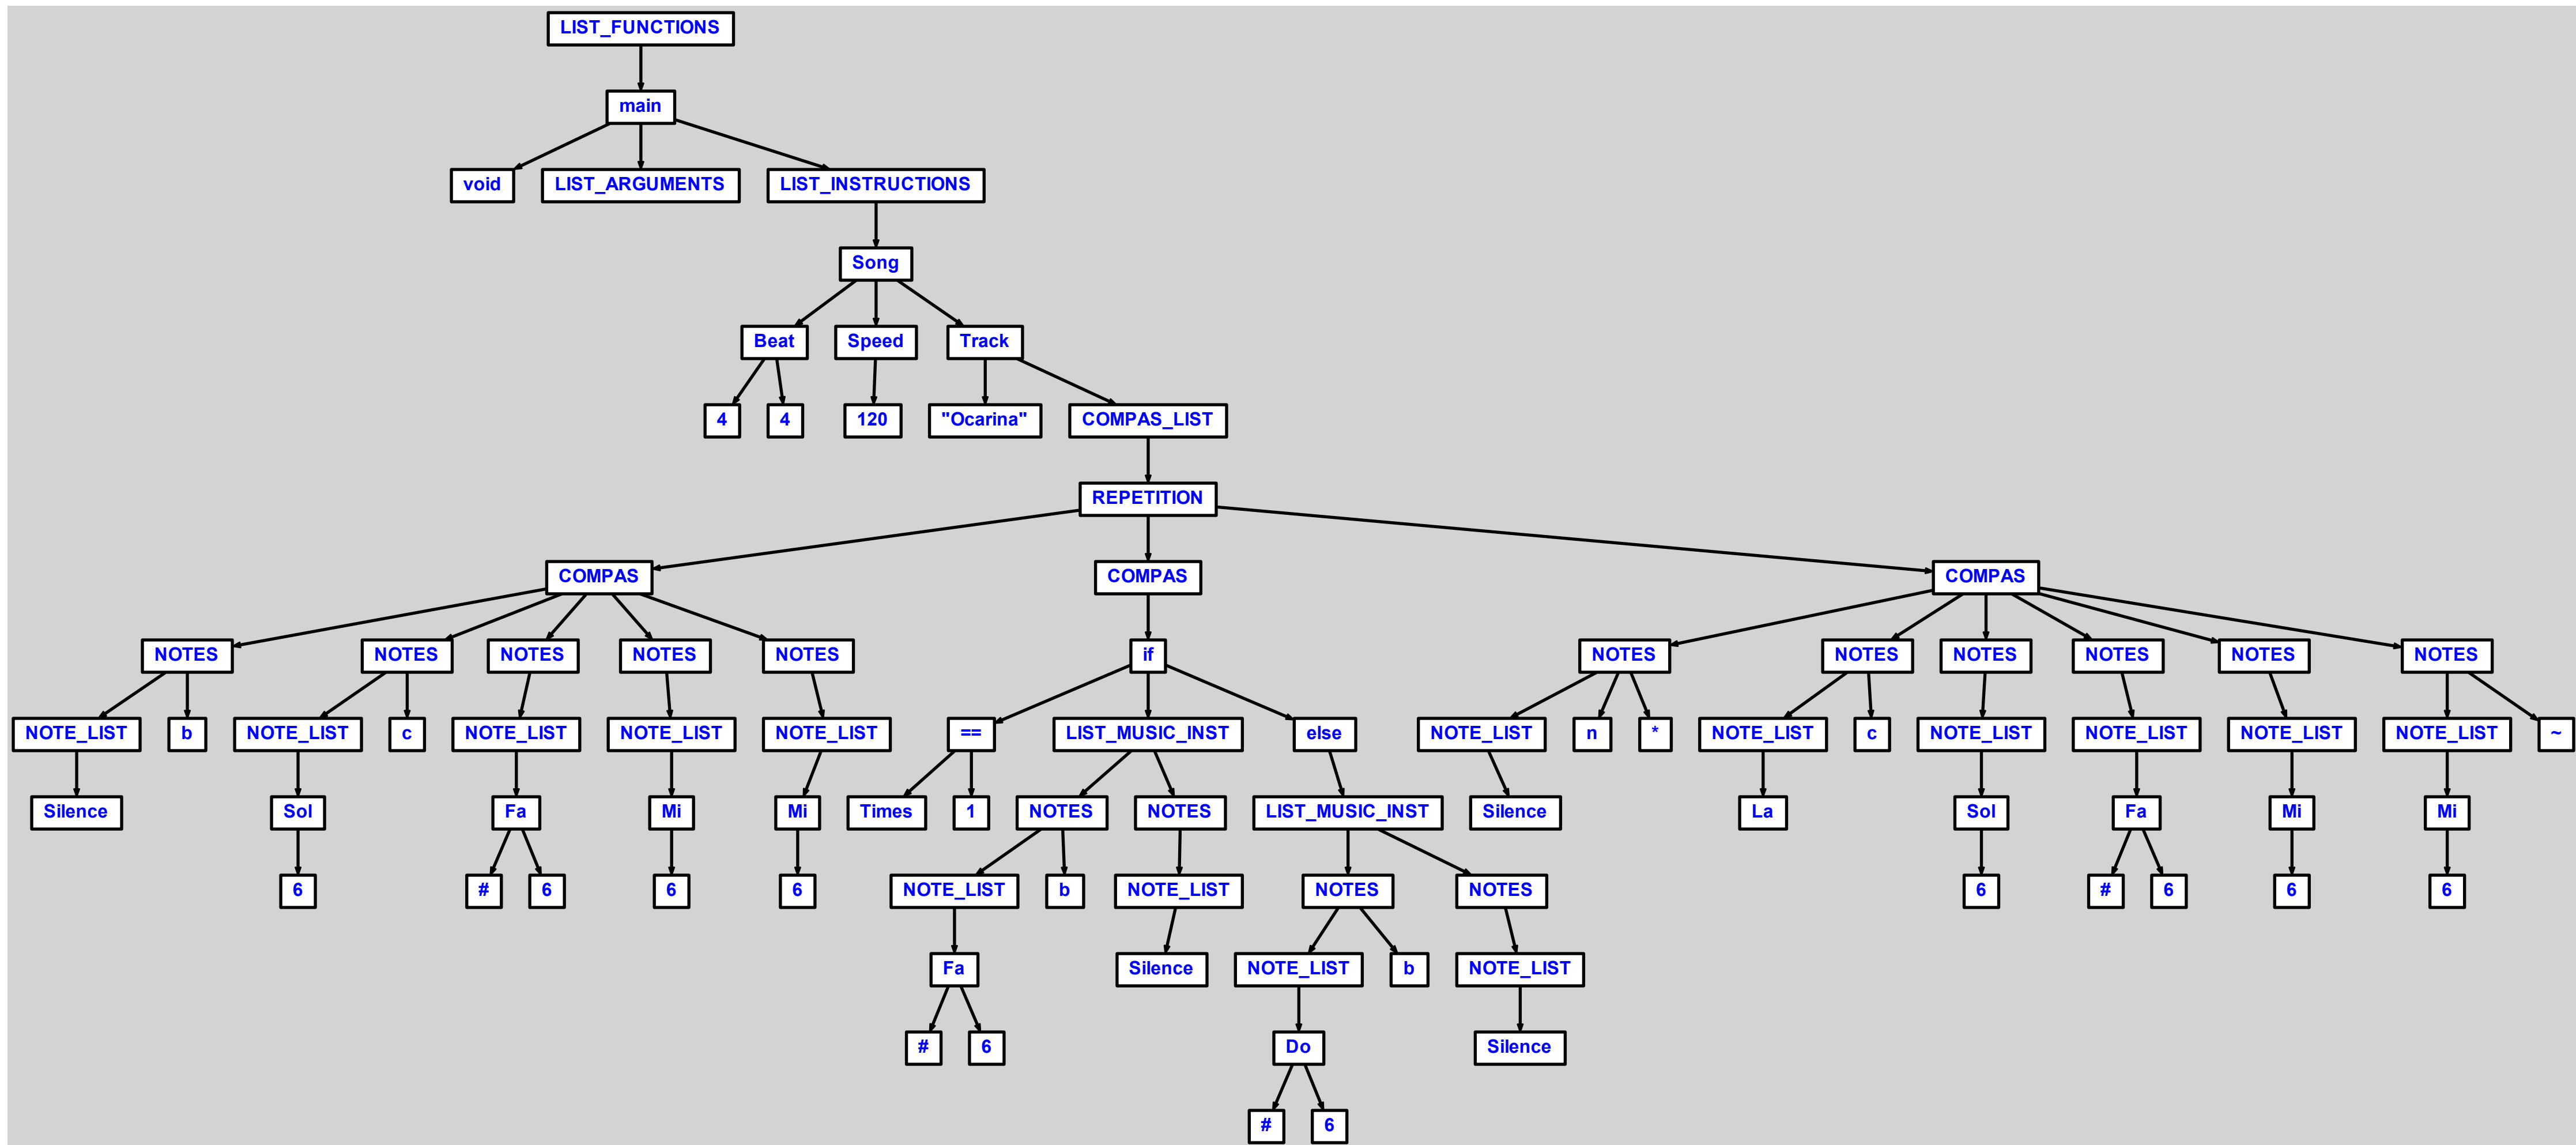 LIST_FUNCTIONS
main
void LIST_ARGUMENTS LIST_INSTRUCTIONS
Song
Beat Speed Track
4 4 120 "Ocarina" COMPAS_LIST
REPETITION
COMPAS COMPAS COMPAS
NOTES NOTES NOTES NOTES NOTES if NOTES NOTES NOTES NOTES NOTES NOTES
NOTE_LIST b NOTE_LIST c NOTE_LIST NOTE_LIST NOTE_LIST == LIST_MUSIC_INST else NOTE_LIST n * NOTE_LIST c NOTE_LIST NOTE_LIST NOTE_LIST NOTE_LIST ~
Silence Sol Fa Mi Mi Times 1 NOTES NOTES LIST_MUSIC_INST Silence La Sol Fa Mi Mi
6 # 6 6 6 NOTE_LIST b NOTE_LIST NOTES NOTES 6 # 6 6 6
Fa Silence NOTE_LIST b NOTE_LIST
# 6 Do Silence
# 6